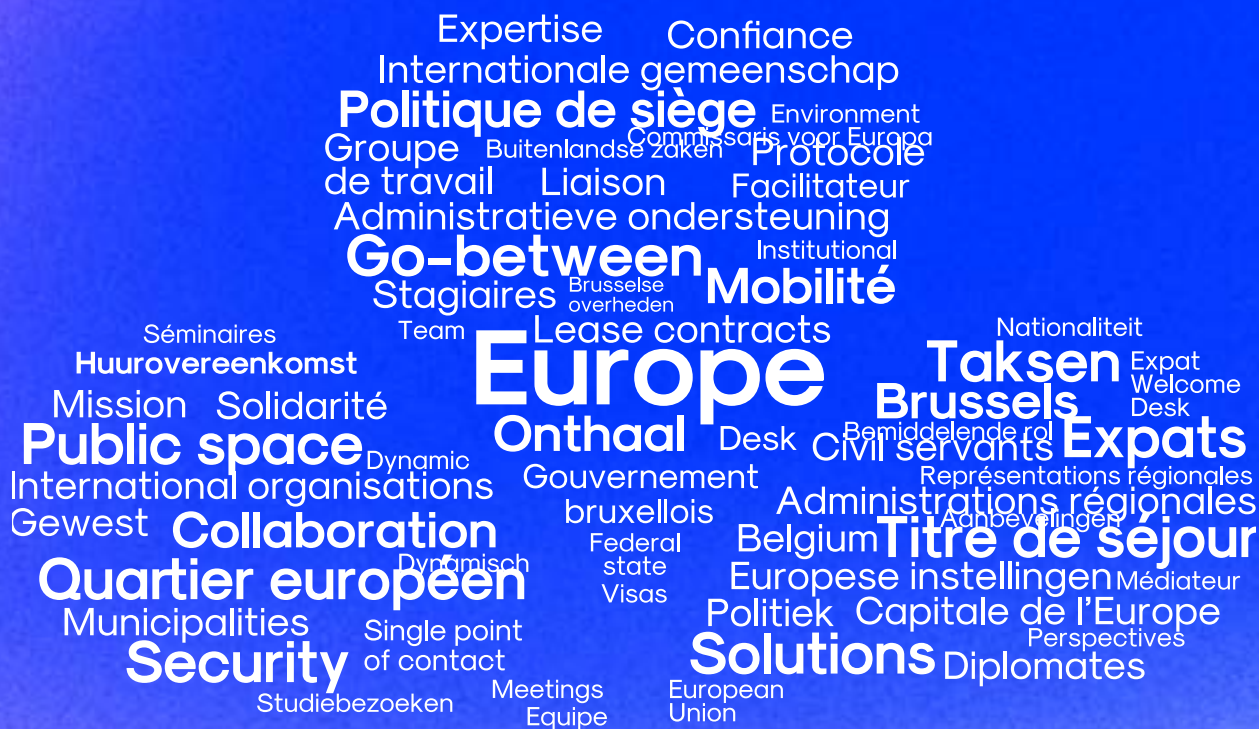 Expertise Confiance
Internationale gemeenschap
Politique de siège Environment
Commissaris voor Europa
Groupe Buitenlandse zaken Protocole
de travail Liaison Facilitateur
Administratieve ondersteuning
Go-between Institutional
Stagiaires Brusselse Mobilité
overheden
Team Lease contracts
Séminaires Nationaliteit
Huurovereenkomst Europe Taksen Expat
Welcome
Mission Solidarité Brussels Desk
Public space Onthaal Desk Bemiddelende rol
Civil servants Expats
Dynamic
International organisations Gouvernement Représentations régionales
Gewest bruxellois Administrations régionales
Aanbevelingen
Collaboration Federal Belgium Titre de séjour
Dynamisch state
Quartier européen Visas Europese instellingen Médiateur
Municipalities Single point Politiek Capitale de l’Europe
Perspectives
Security of contact Solutions Diplomates
Studiebezoeken Meetings European
Equipe Union